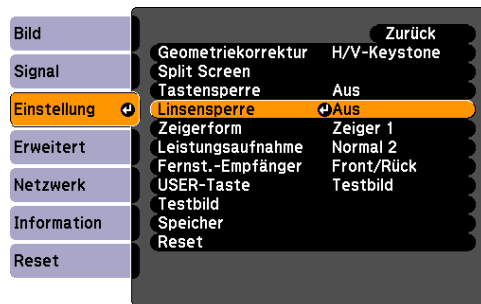 Bild
Signal
Einstellung
Erweitert
Netzwerk
Information
Reset
Zurück
Geometriekorrektur H/V-Keystone
Split Screen
Tastensperre Aus
Linsensperre Aus
Zeigerform Zeiger 1
Leistungsaufnahme Normal 2
Fernst.-Empfänger Front/Rück
USER-Taste Testbild
Testbild
Speicher
Reset